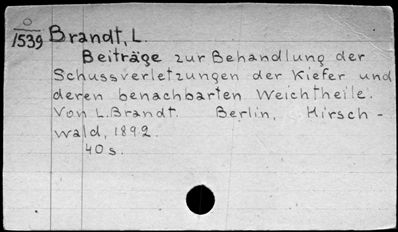 O
1539
Brandt, L.
Beiträge zur Behandlung der
Schussverletzungen der Kiefer und
deren benachbarten Weichtheile.
Von L. Brandt. Berlin, Hirsch-
wald, 1892.
40 s.